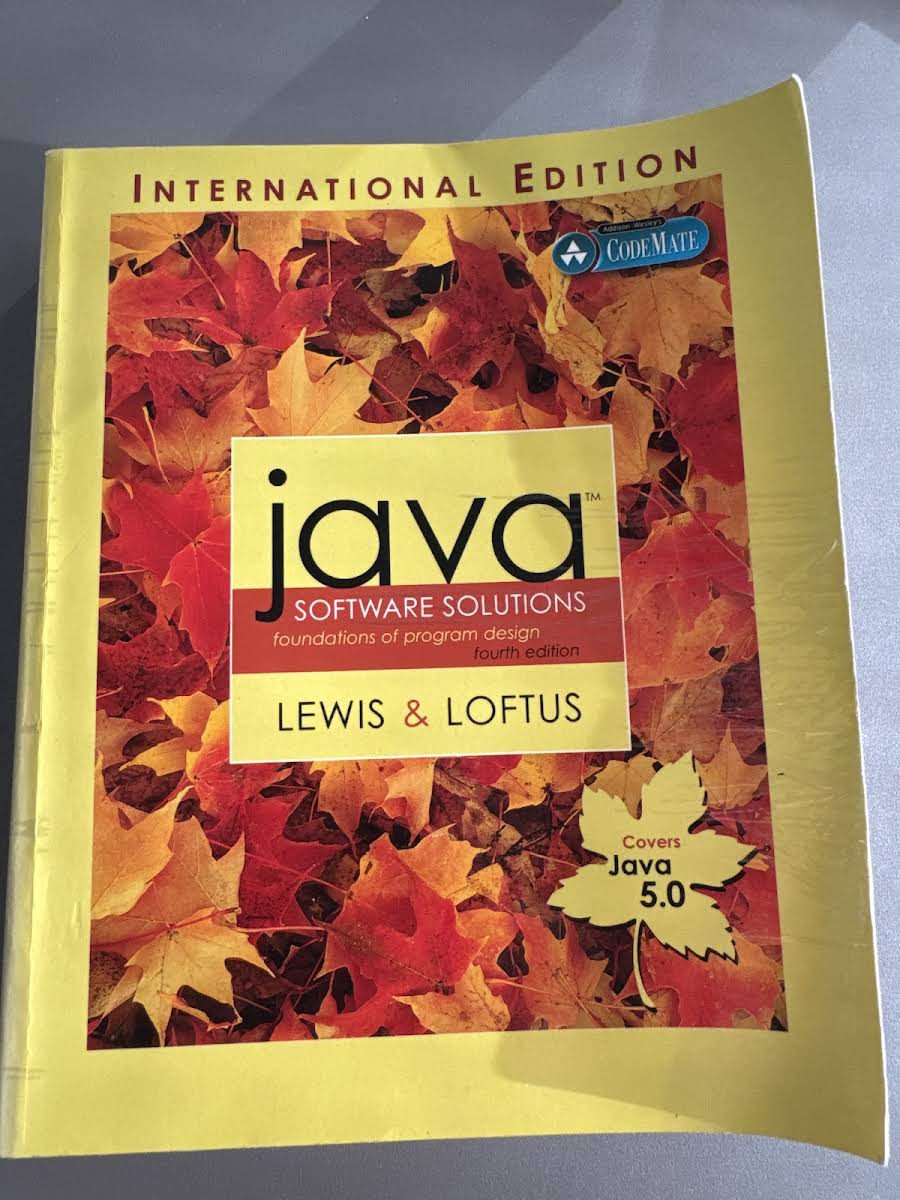 INTERNATIONAL EDITION
Addison-Wesley's
CODEMATE
java™
SOFTWARE SOLUTIONS
foundations of program design
fourth edition
LEWIS & LOFTUS
Covers
Java
5.0